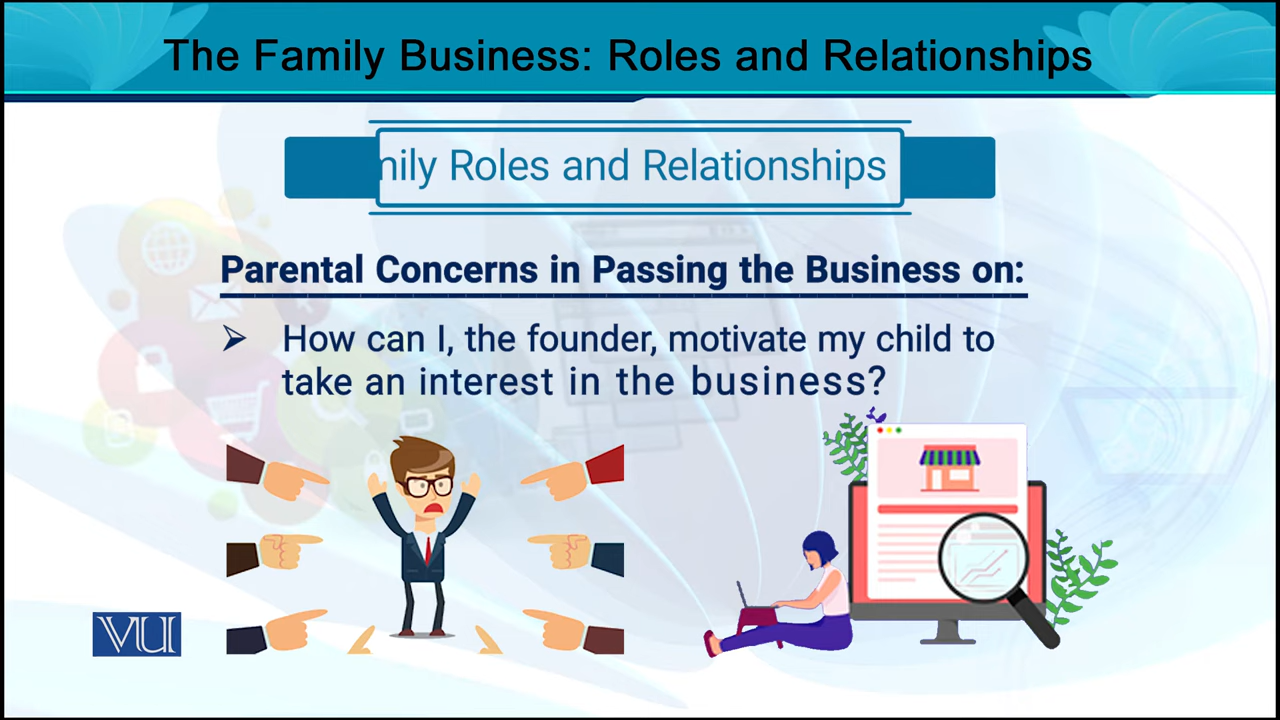 The Family Business: Roles and Relationships
mily Roles and Relationships
Parental Concerns in Passing the Business on:
How can I, the founder, motivate my child to
take an interest in the business?
VU